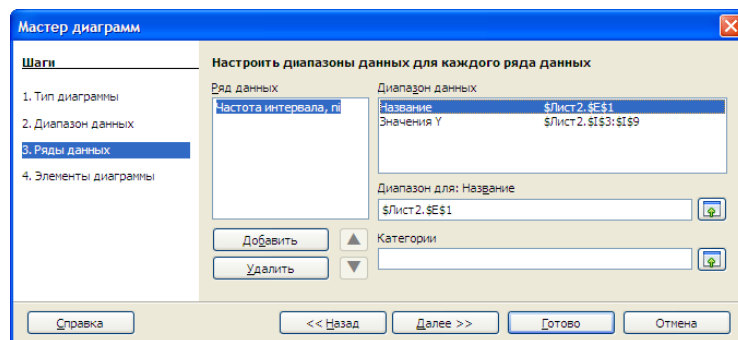 Мастер диаграмм
Шаги
1. Тип диаграммы
2. Диапазон данных
3. Ряды данных
4. Элементы диаграммы
Настроить диапазоны данных для каждого ряда данных
Ряд данных
Частота интервала, ni
Добавить
Удалить
Диапазон данных
Название $Лист2.$E$1
Значения Y $Лист2.$I$3:$I$9
Диапазон для: Название
$Лист2.$E$1
Категории
Справка
<< Назад
Далее >>
Готово
Отмена